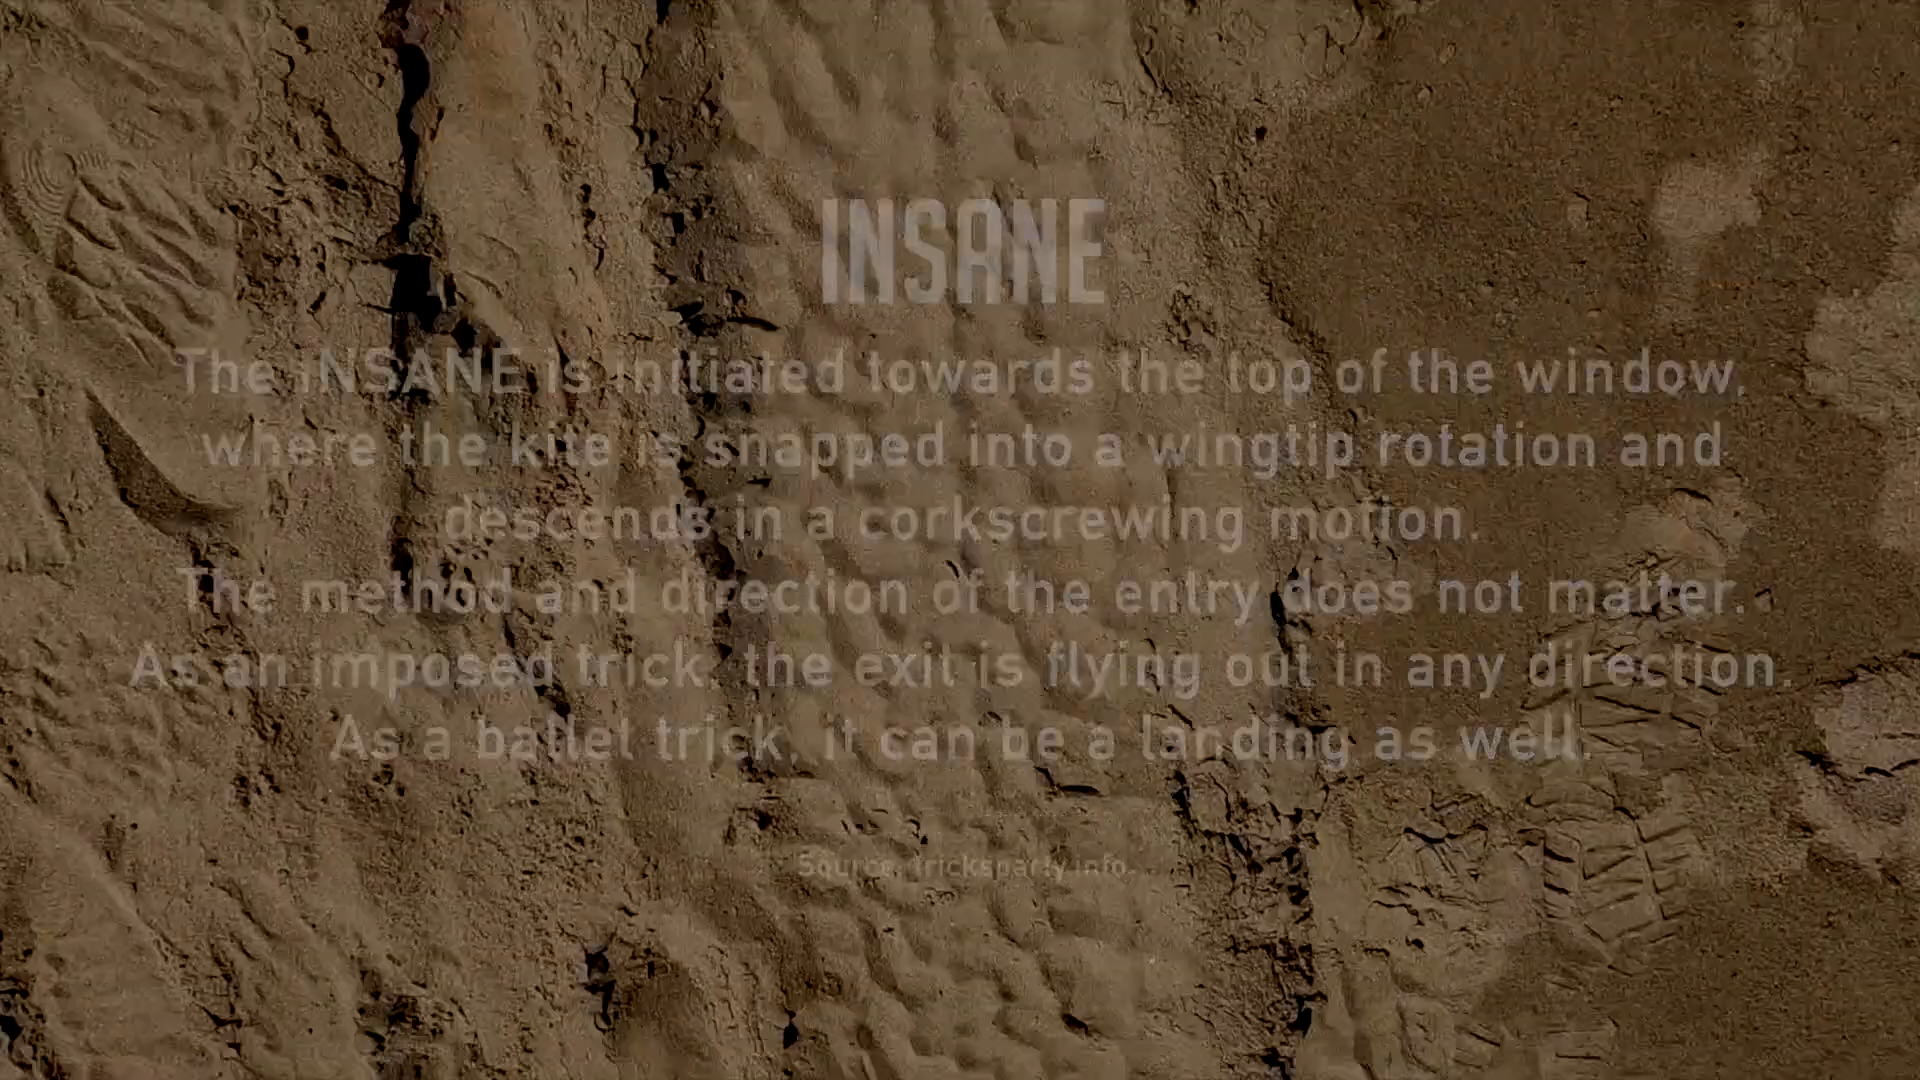 INSANE
The iNSANE is initiated towards the top of the window,
where the kite is snapped into a wingtip rotation and
descends in a corkscrewing motion.
The method and direction of the entry does not matter.
As an imposed trick, the exit is flying out in any direction.
As a ballet trick, it can be a landing as well.
Source: tricksparty.info